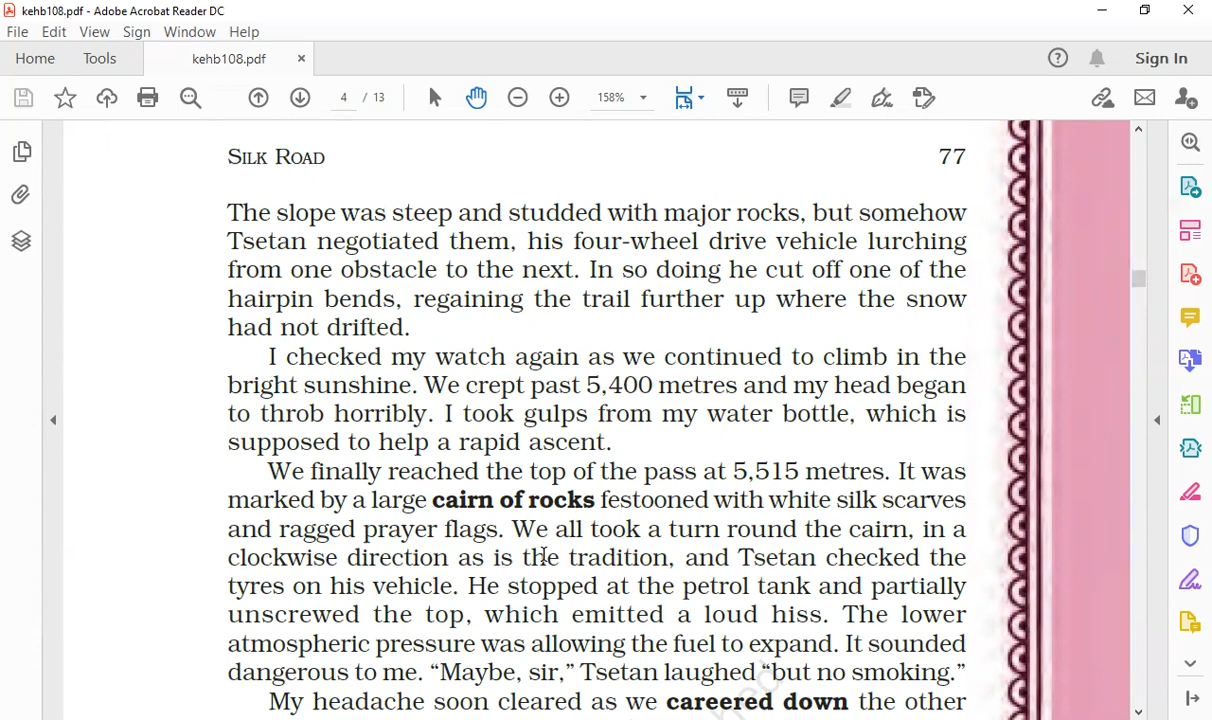 kehb108.pdf - Adobe Acrobat Reader DC
File Edit View Sign Window Help
Home Tools kehb108.pdf × Sign In
4 / 13 158%
SILK ROAD 77
The slope was steep and studded with major rocks, but somehow
Tsetan negotiated them, his four-wheel drive vehicle lurching
from one obstacle to the next. In so doing he cut off one of the
hairpin bends, regaining the trail further up where the snow
had not drifted.
I checked my watch again as we continued to climb in the
bright sunshine. We crept past 5,400 metres and my head began
to throb horribly. I took gulps from my water bottle, which is
supposed to help a rapid ascent.
We finally reached the top of the pass at 5,515 metres. It was
marked by a large cairn of rocks festooned with white silk scarves
and ragged prayer flags. We all took a turn round the cairn, in a
clockwise direction as is the tradition, and Tsetan checked the
tyres on his vehicle. He stopped at the petrol tank and partially
unscrewed the top, which emitted a loud hiss. The lower
atmospheric pressure was allowing the fuel to expand. It sounded
dangerous to me. “Maybe, sir,” Tsetan laughed “but no smoking.”
My headache soon cleared as we careered down the other